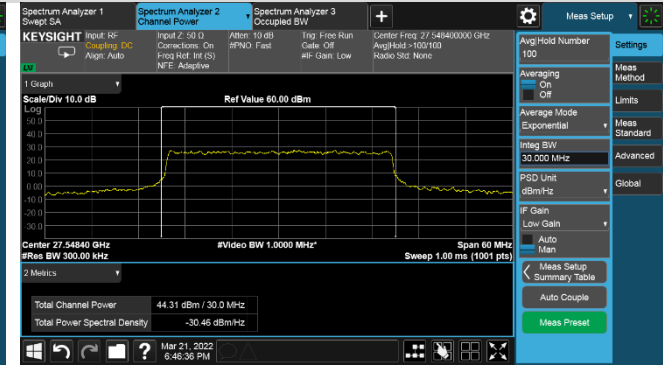 Spectrum Analyzer 1
Swept SA
Spectrum Analyzer 2
Channel Power
Spectrum Analyzer 3
Occupied BW
+
Meas Setup
KEYSIGHT
Input: RF
Coupling: DC
Align: Auto
Input Z: 50 Ω
Corrections: On
Freq Ref: Int (S)
NFE: Adaptive
Atten: 10 dB
#PNO: Fast
Trig: Free Run
Gate: Off
#IF Gain: Low
Center Freq: 27.548400000 GHz
Avg|Hold: >100/100
Radio Std: None
LXI
1 Graph
Scale/Div 10.0 dB
Ref Value 60.00 dBm
Log
50.0
40.0
30.0
20.0
10.0
0.00
-10.0
-20.0
-30.0
Center 27.54840 GHz
#Video BW 1.0000 MHz*
Span 60 MHz
#Res BW 300.00 kHz
Sweep 1.00 ms (1001 pts)
2 Metrics
Total Channel Power
44.31 dBm / 30.0 MHz
Total Power Spectral Density
-30.46 dBm/Hz
?
Mar 21, 2022
6:46:36 PM
Avg|Hold Number
100
Averaging
On
Off
Average Mode
Exponential
Integ BW
30.000 MHz
PSD Unit
dBm/Hz
IF Gain
Low Gain
Auto
Man
Meas Setup
Summary Table
Auto Couple
Meas Preset
Settings
Meas
Method
Limits
Meas
Standard
Advanced
Global